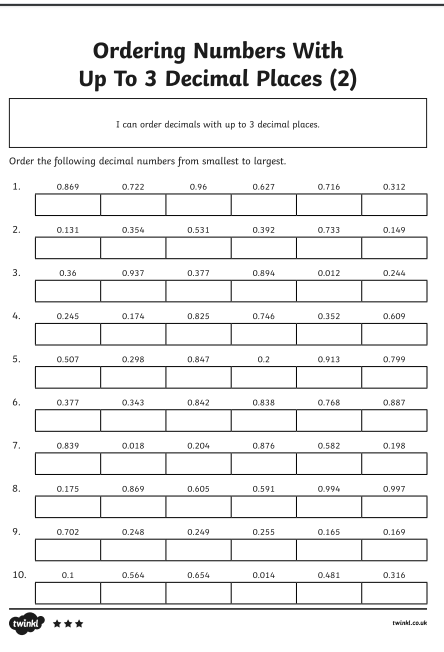 Ordering Numbers With
Up To 3 Decimal Places (2)
I can order decimals with up to 3 decimal places.
Order the following decimal numbers from smallest to largest.
1. 0.869 0.722 0.96 0.627 0.716 0.312
2. 0.131 0.354 0.531 0.392 0.733 0.149
3. 0.36 0.937 0.377 0.894 0.012 0.244
4. 0.245 0.174 0.825 0.746 0.352 0.609
5. 0.507 0.298 0.847 0.2 0.913 0.799
6. 0.377 0.343 0.842 0.838 0.768 0.887
7. 0.839 0.018 0.204 0.876 0.582 0.198
8. 0.175 0.869 0.605 0.591 0.994 0.997
9. 0.702 0.248 0.249 0.255 0.165 0.169
10. 0.1 0.564 0.654 0.014 0.481 0.316
twinkl twinkl.co.uk